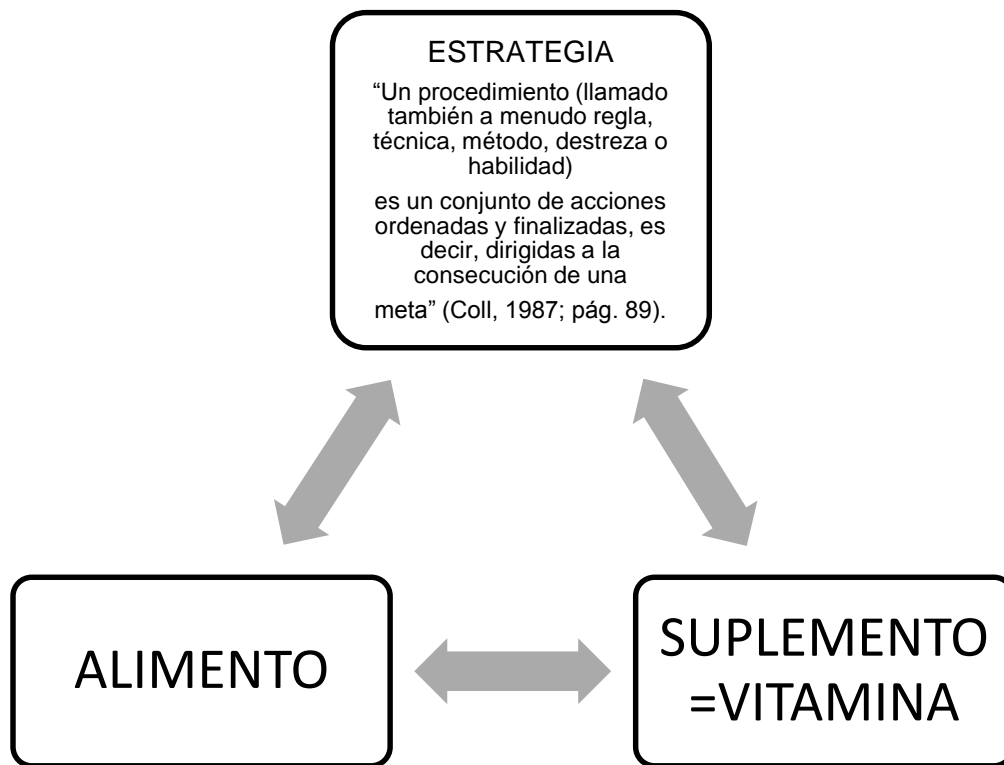 ESTRATEGIA
“Un procedimiento (llamado
también a menudo regla,
técnica, método, destreza o
habilidad)
es un conjunto de acciones
ordenadas y finalizadas, es
decir, dirigidas a la
consecución de una
meta” (Coll, 1987; pág. 89).
ALIMENTO
SUPLEMENTO
=VITAMINA